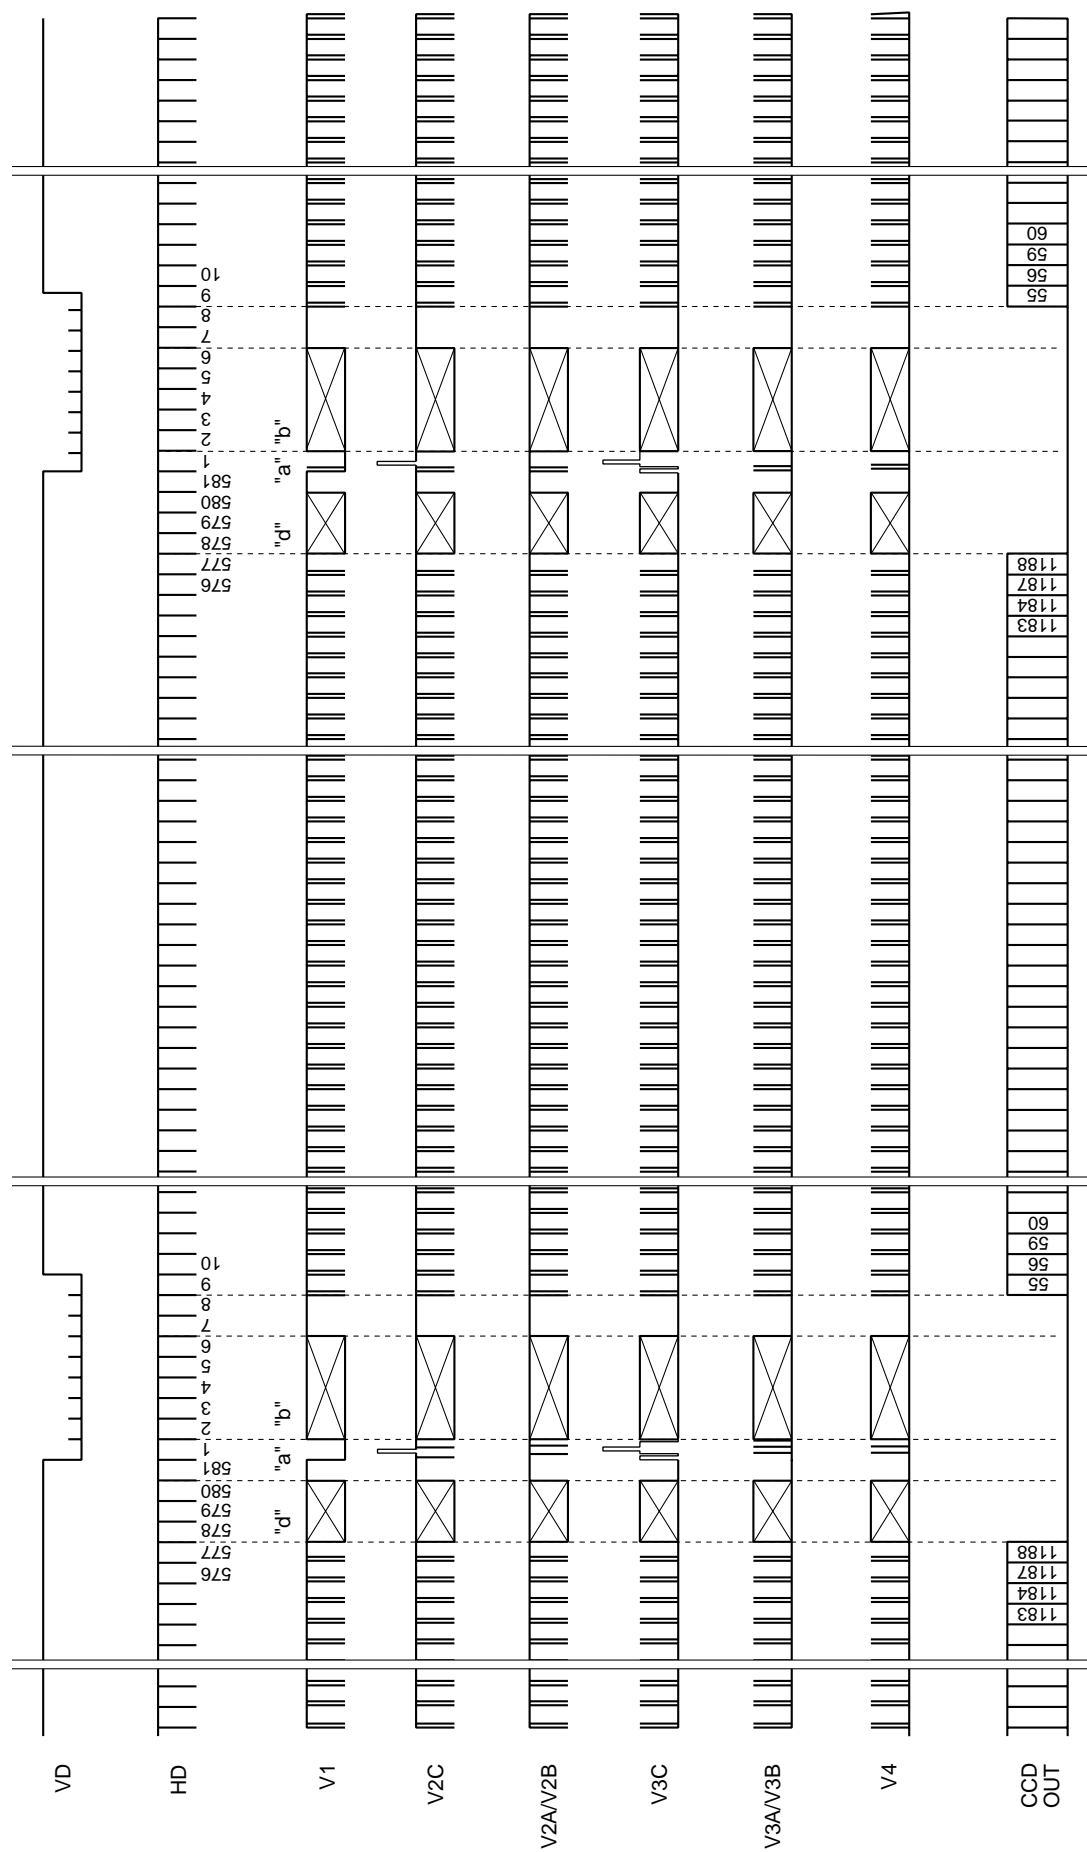 VD
HD
576 577 578 579 580 581 1 2 3 4 5 6 7 8 9 10 576 577 578 579 580 581 1 2 3 4 5 6 7 8 9 10
"d" "a" "b" "d" "a" "b"
V1
V2C
V2A/V2B
V3C
V3A/V3B
V4
CCD
OUT
1183 1184 1187 1188 55 56 59 60 1183 1184 1187 1188 55 56 59 60